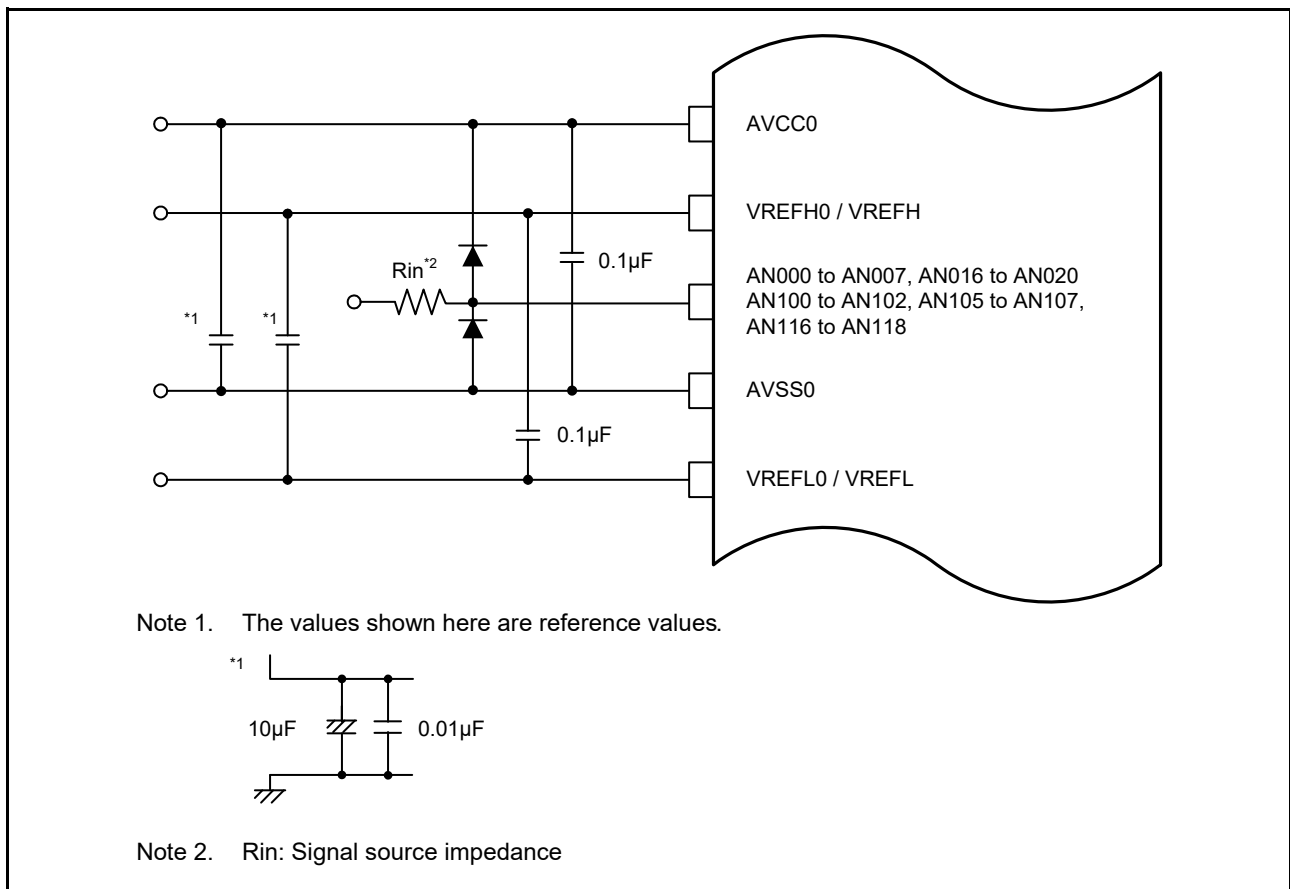 AVCC0
VREFH0 / VREFH
0.1µF
Rin*2
AN000 to AN007, AN016 to AN020
AN100 to AN102, AN105 to AN107,
AN116 to AN118
*1
*1
AVSS0
0.1µF
VREFL0 / VREFL
Note 1. The values shown here are reference values.
*1
10µF
0.01µF
Note 2. Rin: Signal source impedance